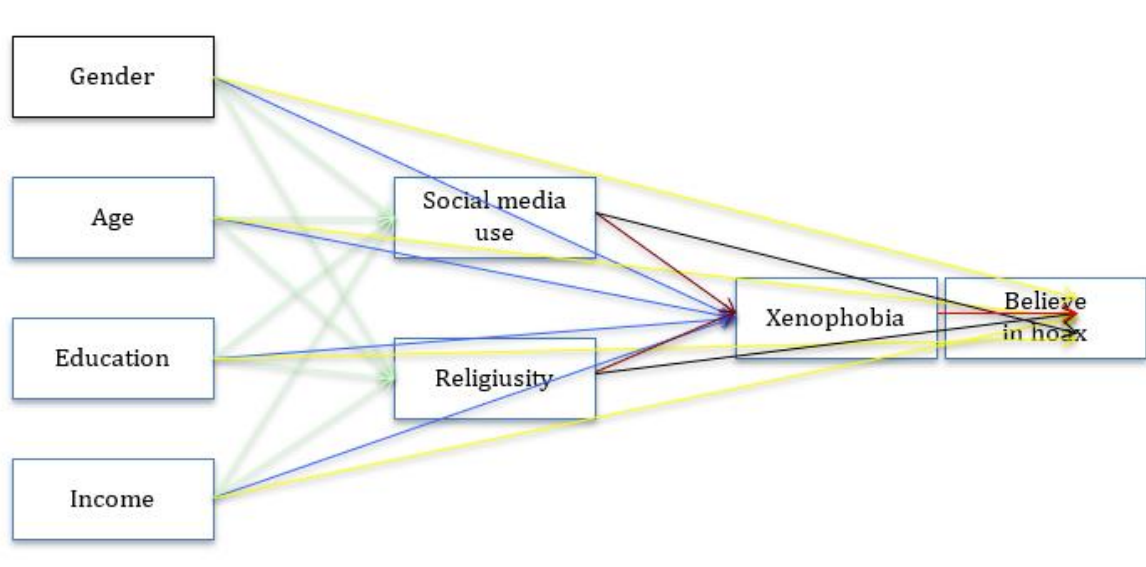 Gender
Age
Education
Income
Social media
use
Religiusity
Xenophobia
Believe
in hoax